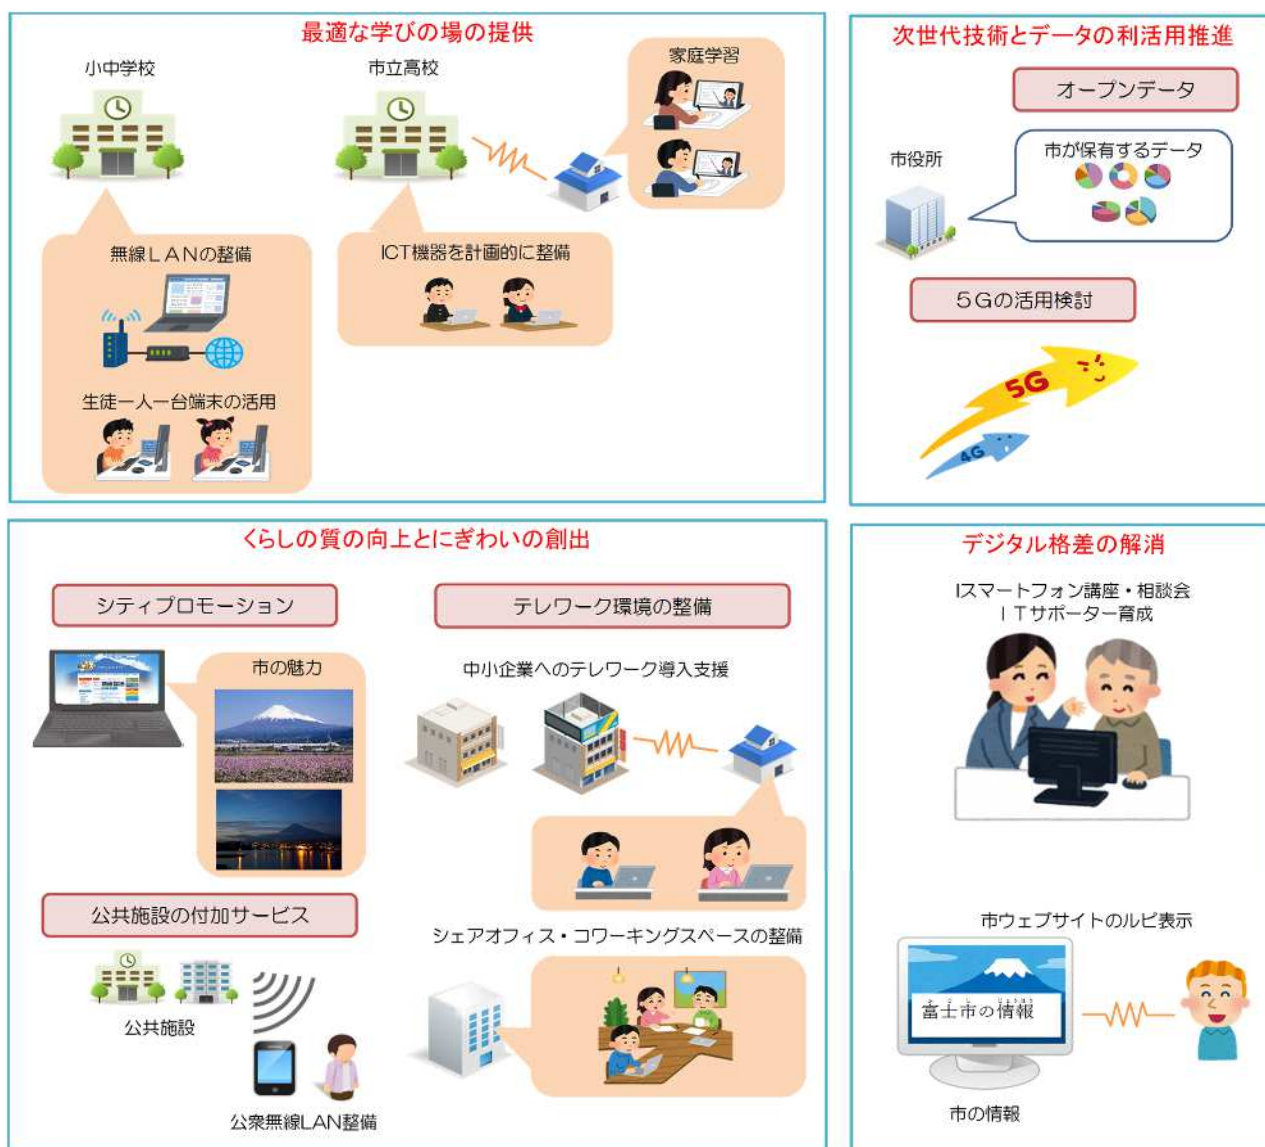 最適な学びの場の提供
小中学校
市立高校
家庭学習
無線LANの整備
ICT機器を計画的に整備
生徒一人一台端末の活用
次世代技術とデータの利活用推進
オープンデータ
市役所
市が保有するデータ
5Gの活用検討
5G
4G
くらしの質の向上とにぎわいの創出
シティプロモーション
市の魅力
公共施設の付加サービス
公共施設
公衆無線LAN整備
テレワーク環境の整備
中小企業へのテレワーク導入支援
シェアオフィス・コワーキングスペースの整備
デジタル格差の解消
Iスマートフォン講座・相談会
ITサポーター育成
市ウェブサイトのルビ表示
ふじし じょうほう
富士市の情報
市の情報